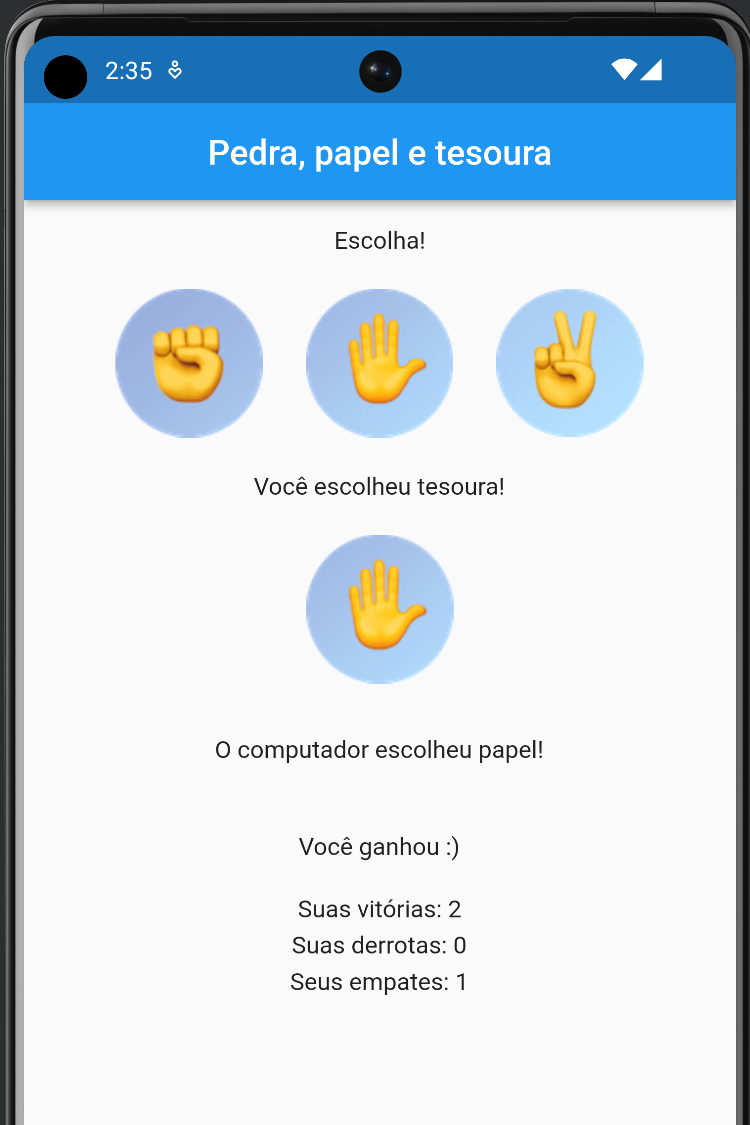 2:35
Pedra, papel e tesoura
Escolha!
Você escolheu tesoura!
O computador escolheu papel!
Você ganhou :)
Suas vitórias: 2
Suas derrotas: 0
Seus empates: 1